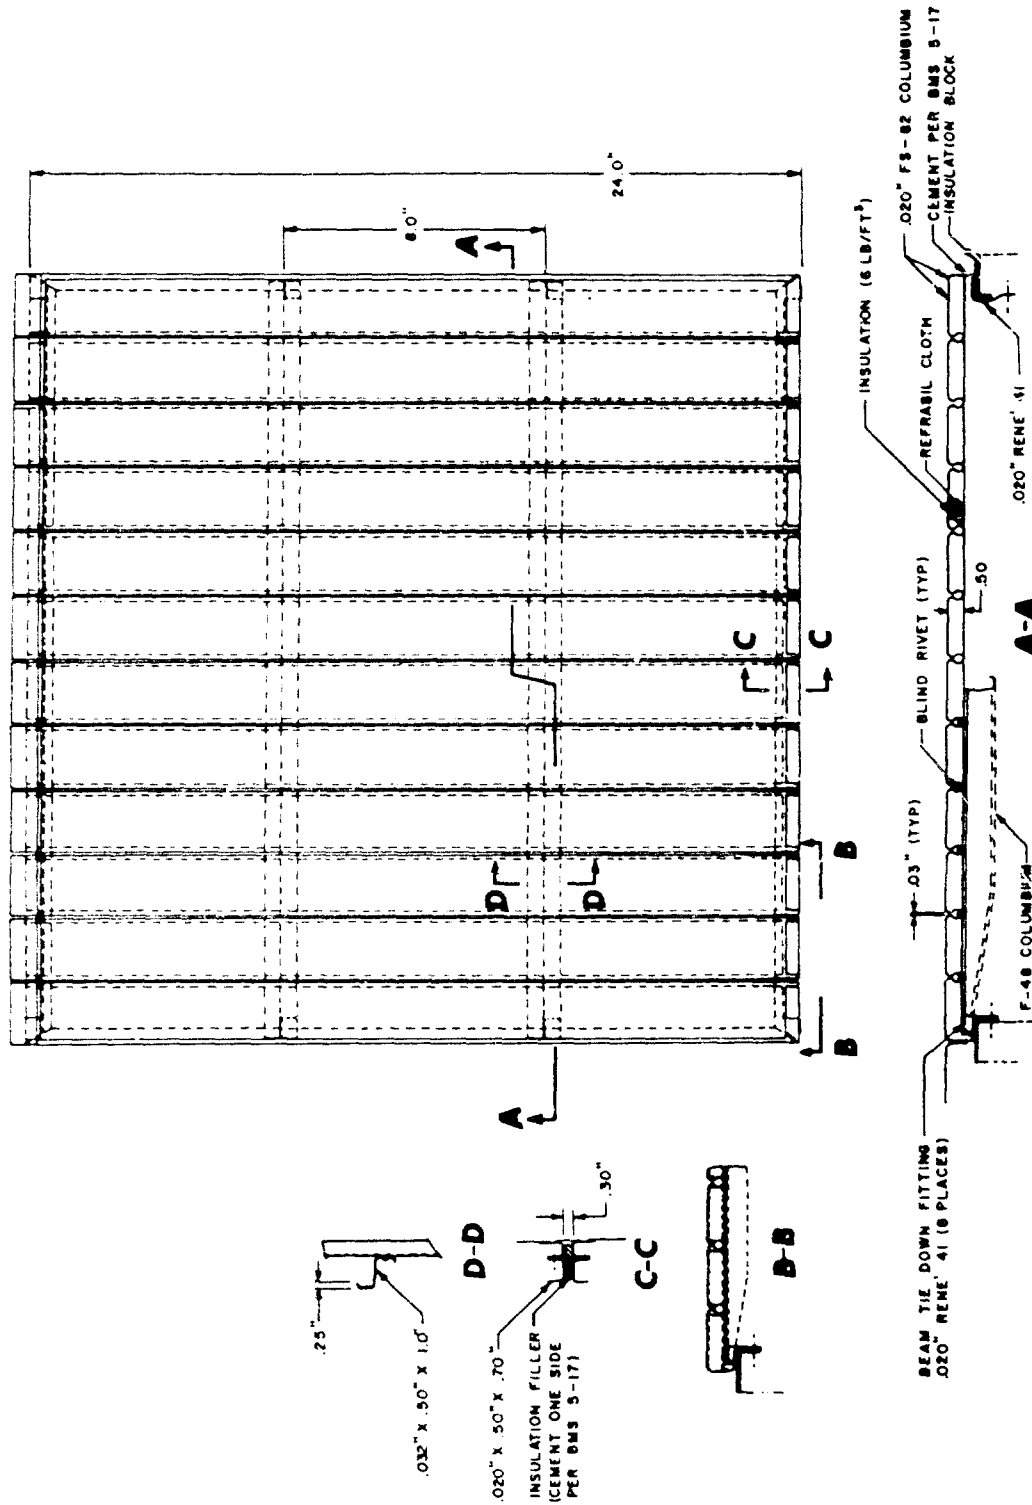 24.0"
8.0"
A
A
B
B
C
C
D
D
.25"
.032" X .50" X 1.0"
D-D
.020" X .50" X .70"
INSULATION FILLER
(CEMENT ONE SIDE
PER BMS 5-17)
.30"
C-C
B-B
INSULATION (6 LB/FT³)
REFRASIL CLOTH
.020" FS-82 COLUMBIUM
CEMENT PER BMS 5-17
INSULATION BLOCK
BLIND RIVET (TYP)
.03" (TYP)
.50
.020" RENE' 41
F-48 COLUMBIUM
BEAM TIE DOWN FITTING
.020" RENE' 41 (8 PLACES)
A-A